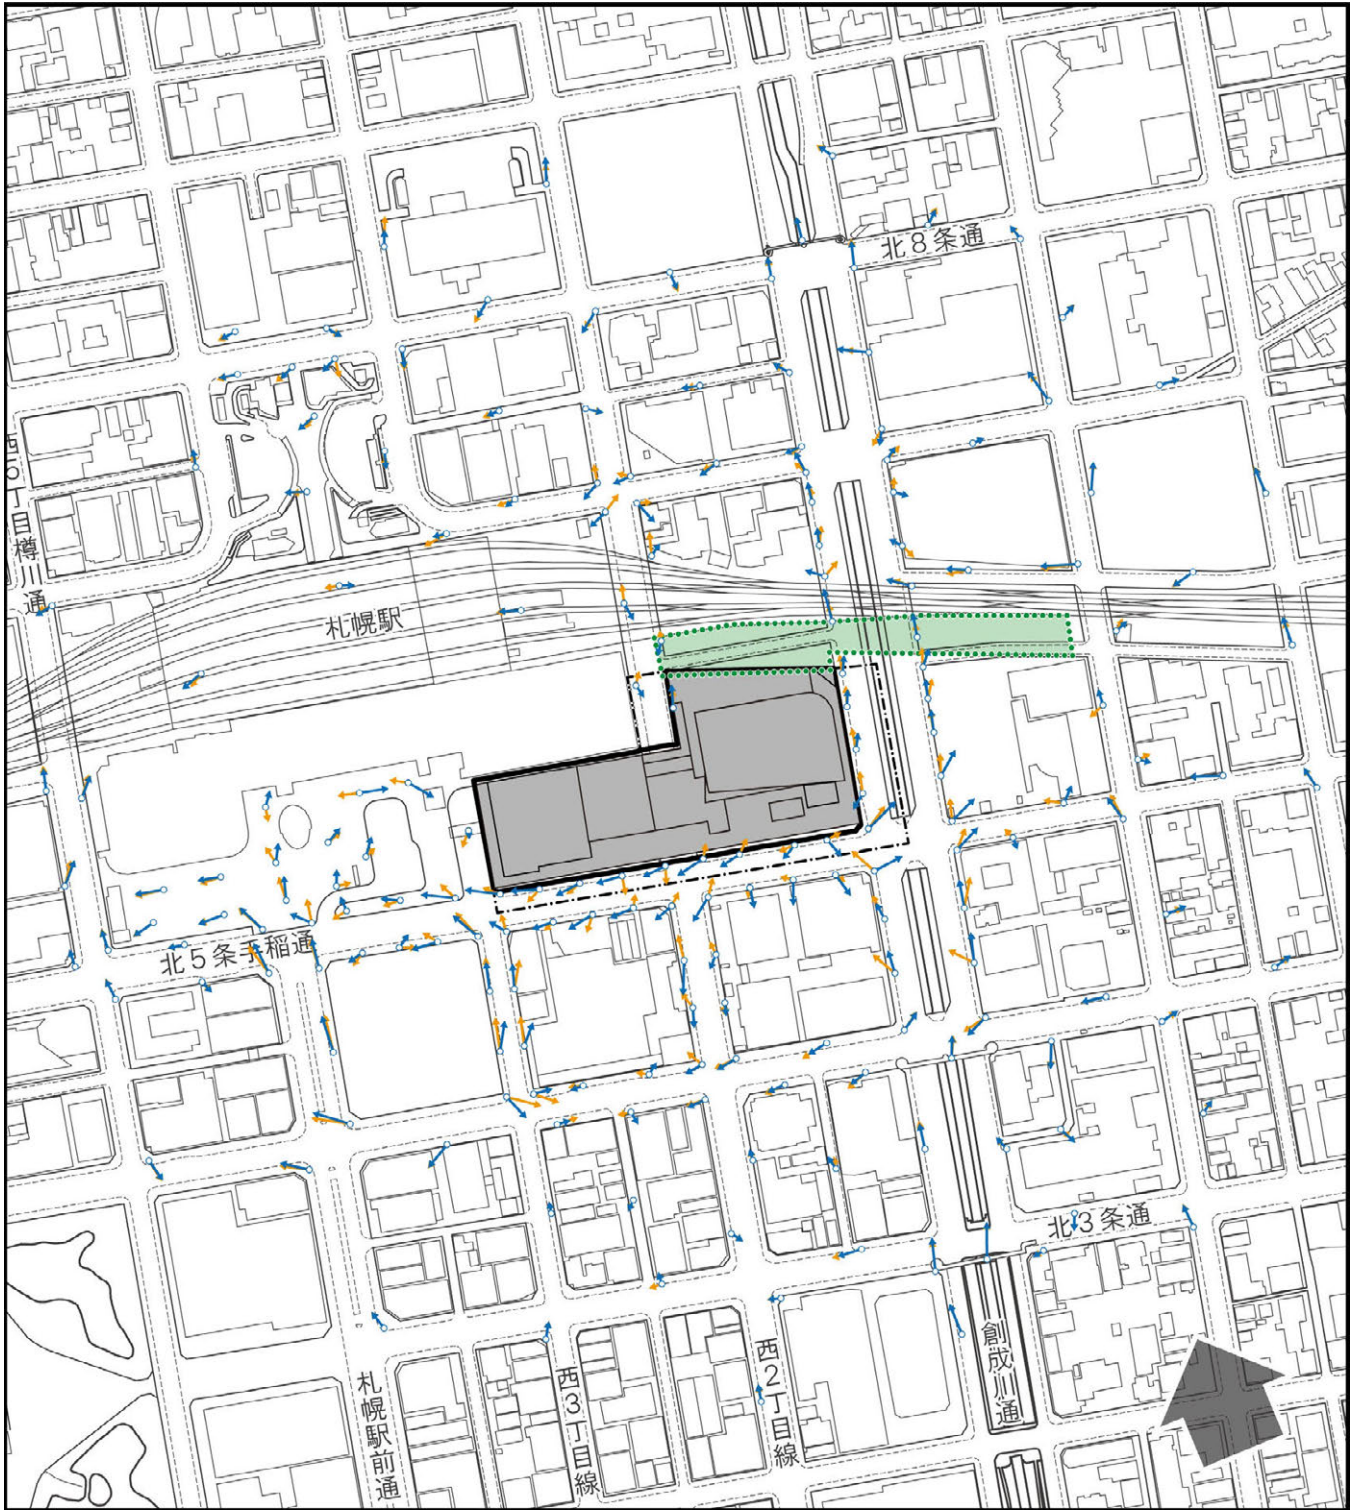 北8条通
西5丁目樽川通
札幌駅
北5条手稲通
北3条通
創成川通
西2丁目線
西3丁目線
札幌駅前通